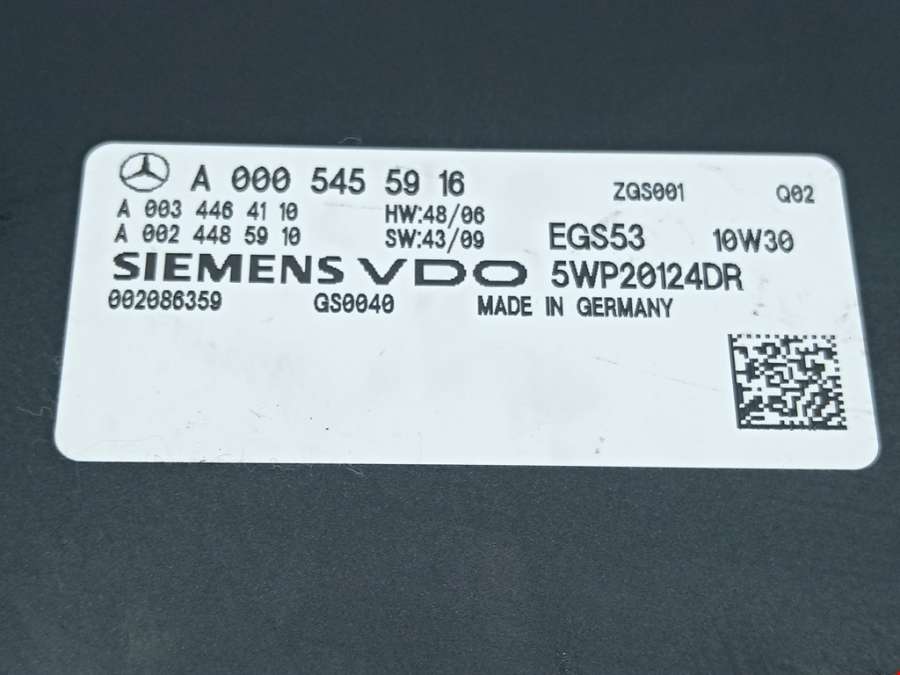 A 000 545 59 16 ZGS001 Q02
A 003 446 41 10 HW:48/06
A 002 448 59 10 SW:43/09 EGS53 10W30
SIEMENS VDO 5WP20124DR
002086359 GS0040 MADE IN GERMANY